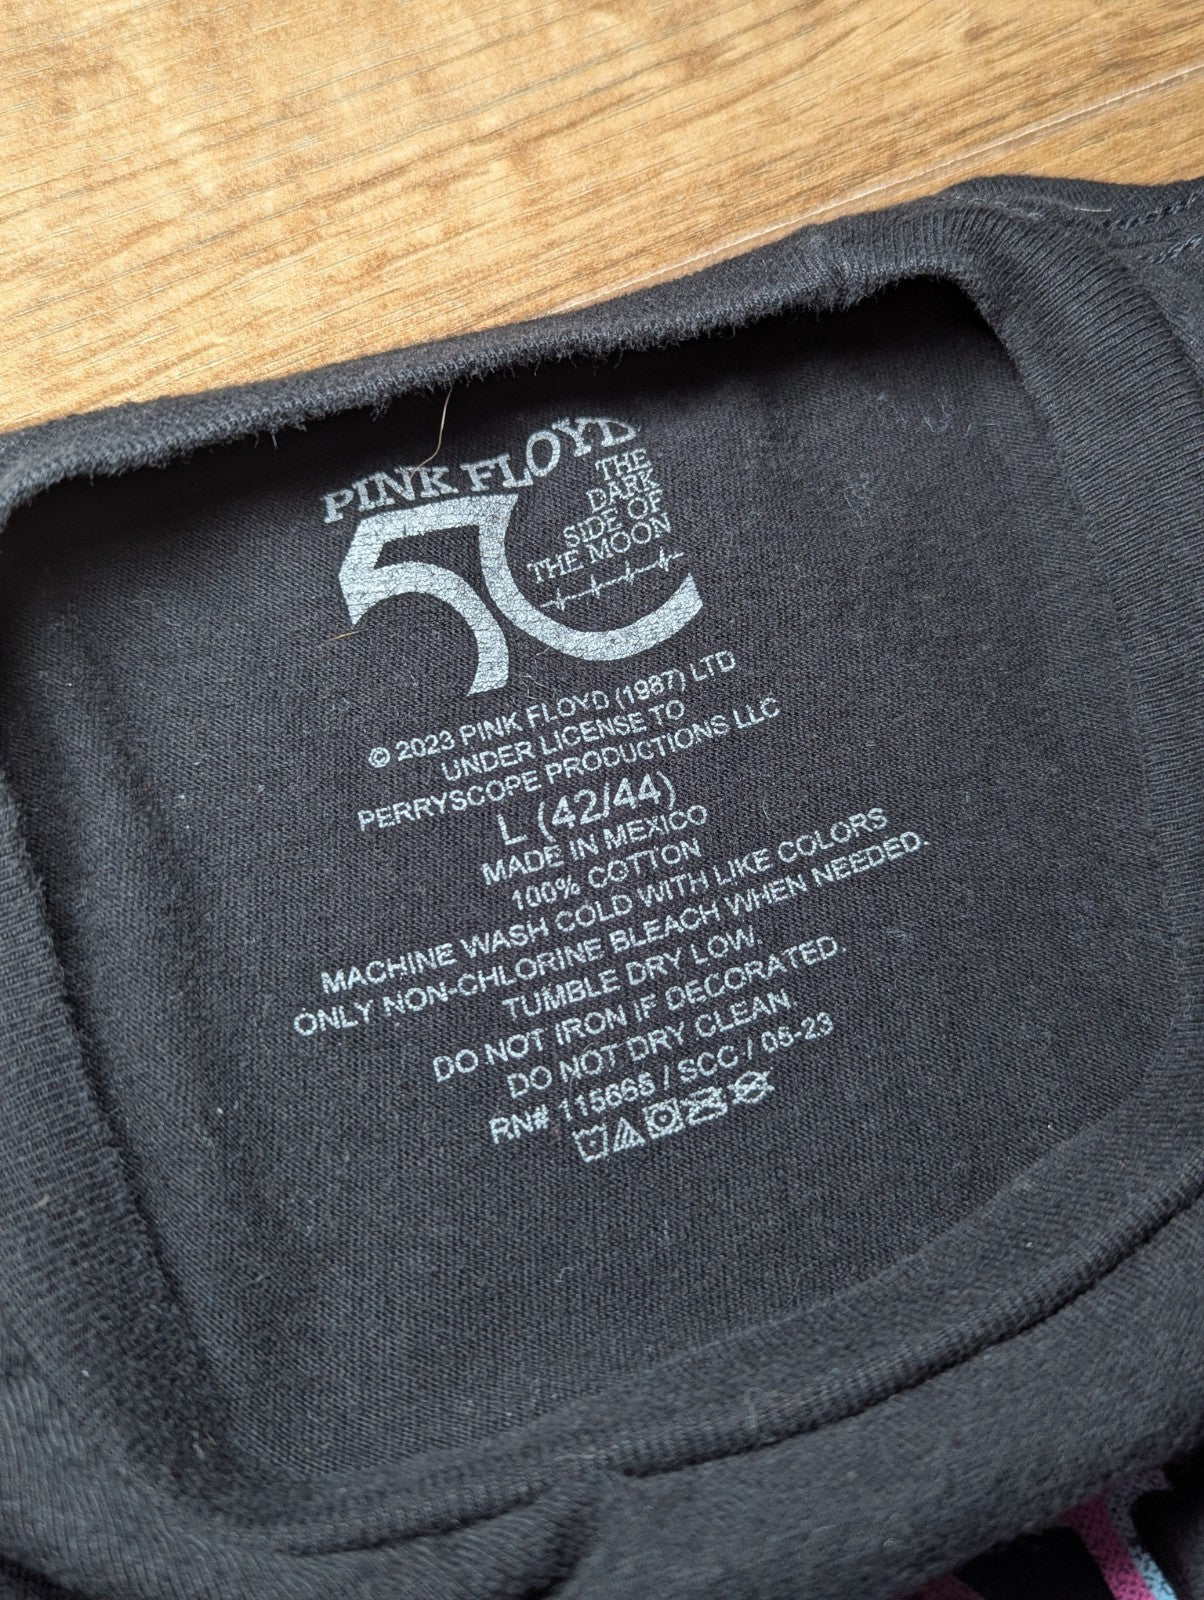 PINK FLOYD
50
THE
DARK
SIDE OF
THE MOON
© 2023 PINK FLOYD (1987) LTD
UNDER LICENSE TO
PERRYSCOPE PRODUCTIONS LLC
L (42/44)
MADE IN MEXICO
100% COTTON
MACHINE WASH COLD WITH LIKE COLORS
ONLY NON-CHLORINE BLEACH WHEN NEEDED.
TUMBLE DRY LOW.
DO NOT IRON IF DECORATED.
DO NOT DRY CLEAN.
RN# 115665 / SCC / 05-23